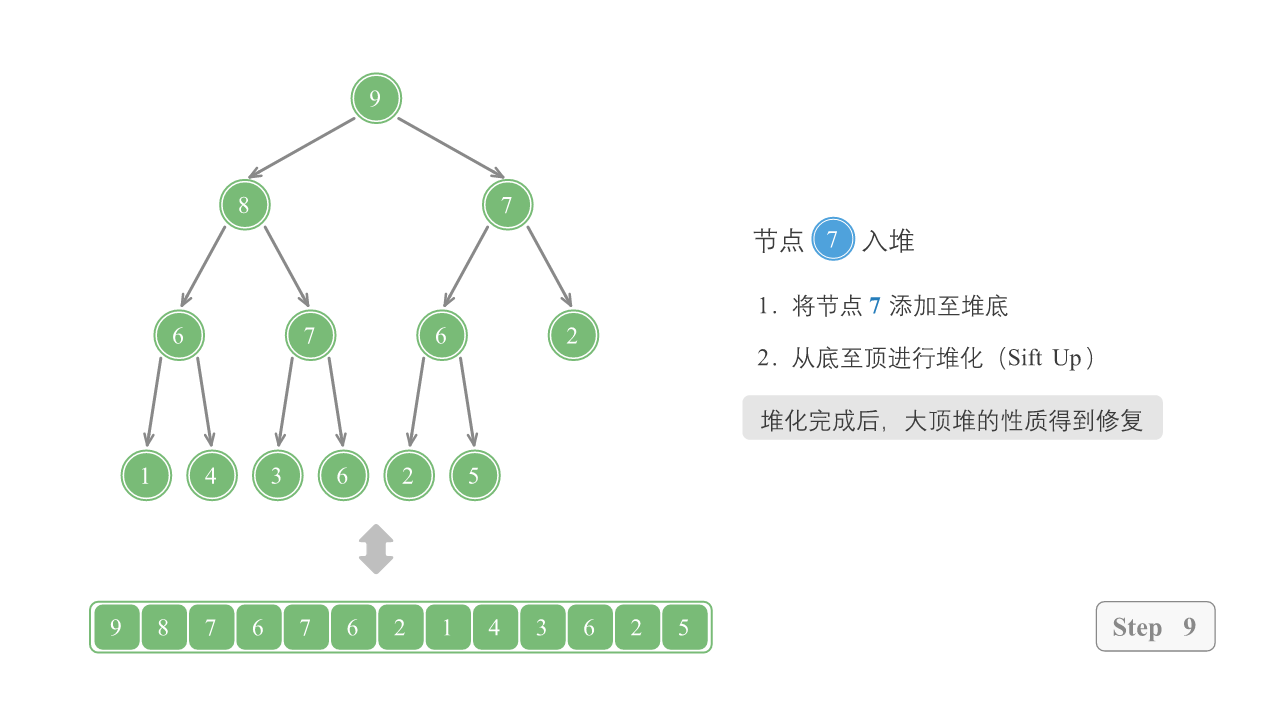 9
8 7
6 7 6 2
1 4 3 6 2 5
9 8 7 6 7 6 2 1 4 3 6 2 5
节点 7 入堆
1. 将节点 7 添加至堆底
2. 从底至顶进行堆化（Sift Up）
堆化完成后，大顶堆的性质得到修复
Step 9